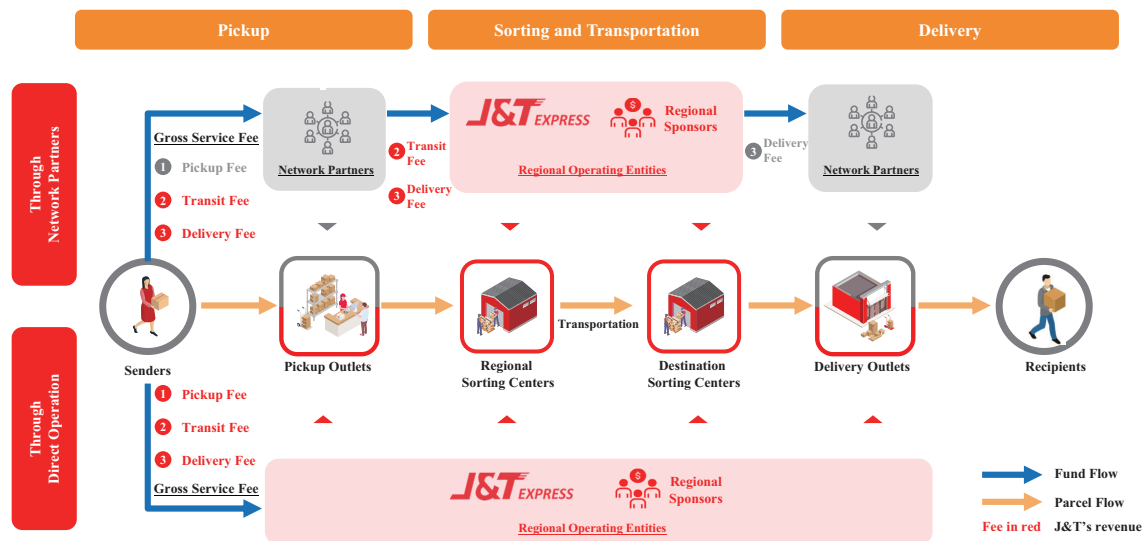 Pickup
Sorting and Transportation
Delivery
Through
Network Partners
Gross Service Fee
1 Pickup Fee
2 Transit Fee
3 Delivery Fee
Network Partners
2 Transit
Fee
3 Delivery
Fee
J&T EXPRESS
$
Regional
Sponsors
Regional Operating Entities
3 Delivery
Fee
Network Partners
Senders
Pickup Outlets
Regional
Sorting Centers
Transportation
Destination
Sorting Centers
Delivery Outlets
Recipients
Through
Direct Operation
1 Pickup Fee
2 Transit Fee
3 Delivery Fee
Gross Service Fee
J&T EXPRESS
$
Regional
Sponsors
Regional Operating Entities
Fund Flow
Parcel Flow
Fee in red J&T's revenue